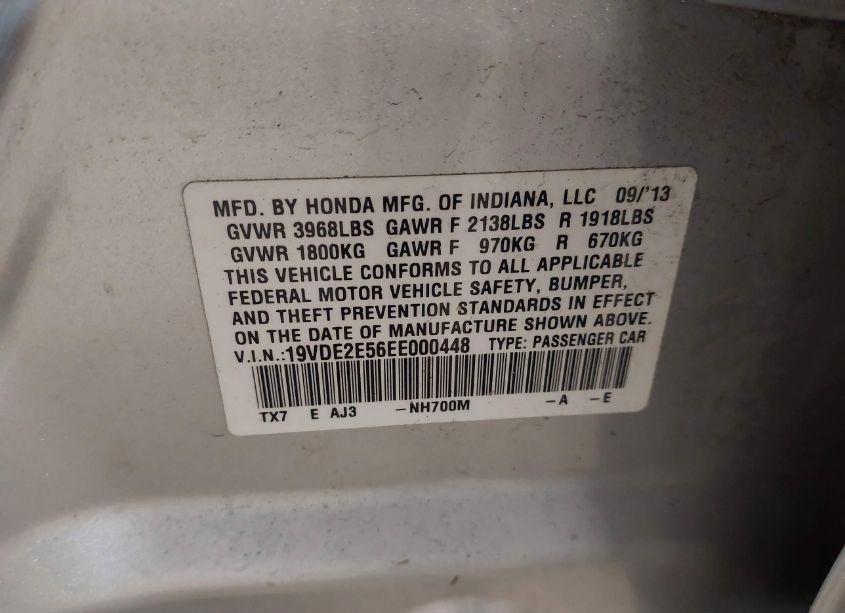 MFD. BY HONDA MFG. OF INDIANA, LLC 09/'13
GVWR 3968LBS GAWR F 2138LBS R 1918LBS
GVWR 1800KG GAWR F 970KG R 670KG
THIS VEHICLE CONFORMS TO ALL APPLICABLE
FEDERAL MOTOR VEHICLE SAFETY, BUMPER,
AND THEFT PREVENTION STANDARDS IN EFFECT
ON THE DATE OF MANUFACTURE SHOWN ABOVE.
V.I.N.:19VDE2E56EE000448 TYPE: PASSENGER CAR
TX7 E AJ3 -NH700M -A -E